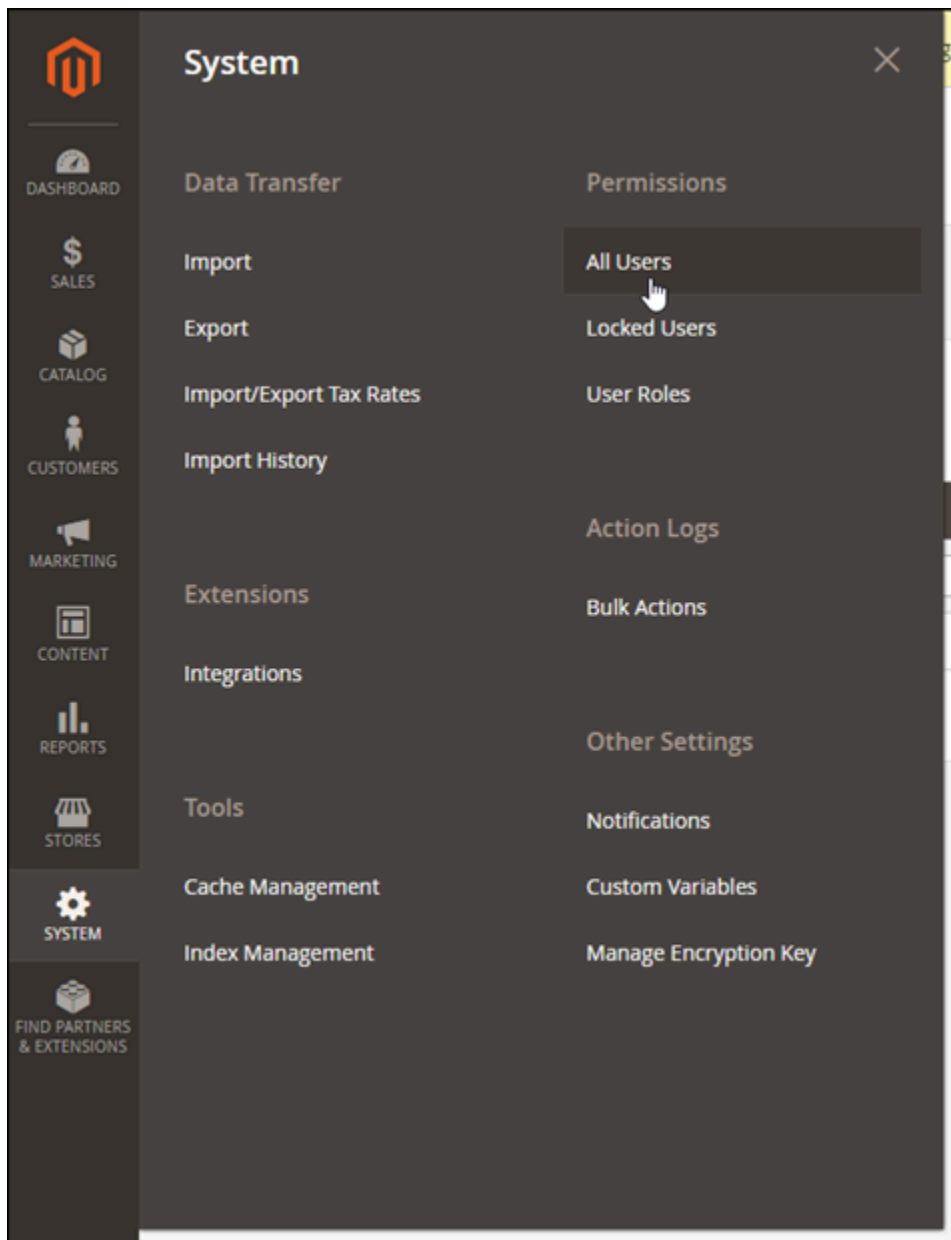 DASHBOARD
SALES
CATALOG
CUSTOMERS
MARKETING
CONTENT
REPORTS
STORES
SYSTEM
FIND PARTNERS
& EXTENSIONS
System
Data Transfer
Import
Export
Import/Export Tax Rates
Import History
Extensions
Integrations
Tools
Cache Management
Index Management
Permissions
All Users
Locked Users
User Roles
Action Logs
Bulk Actions
Other Settings
Notifications
Custom Variables
Manage Encryption Key